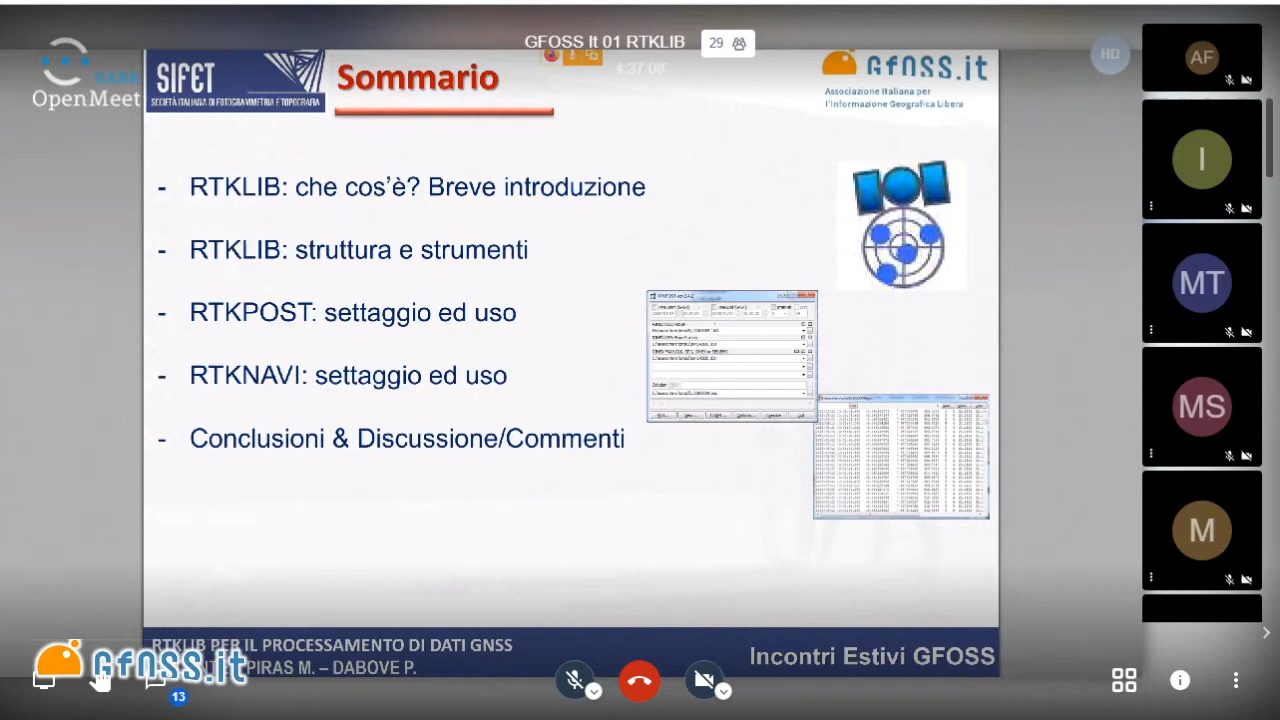 GFOSS It 01 RTKLIB
29
4:37:08
HD
AF
OpenMeet
SIFET
SOCIETÀ ITALIANA DI FOTOGRAMMETRIA E TOPOGRAFIA
Sommario
GfOSS.it
Associazione Italiana per
l'Informazione Geografica Libera
- RTKLIB: che cos'è? Breve introduzione
- RTKLIB: struttura e strumenti
- RTKPOST: settaggio ed uso
- RTKNAVI: settaggio ed uso
- Conclusioni & Discussione/Commenti
I
MT
MS
M
RTKLIB PER IL PROCESSAMENTO DI DATI GNSS
PIRAS M. – DABOVE P.
Incontri Estivi GFOSS
GfOSS.it
13